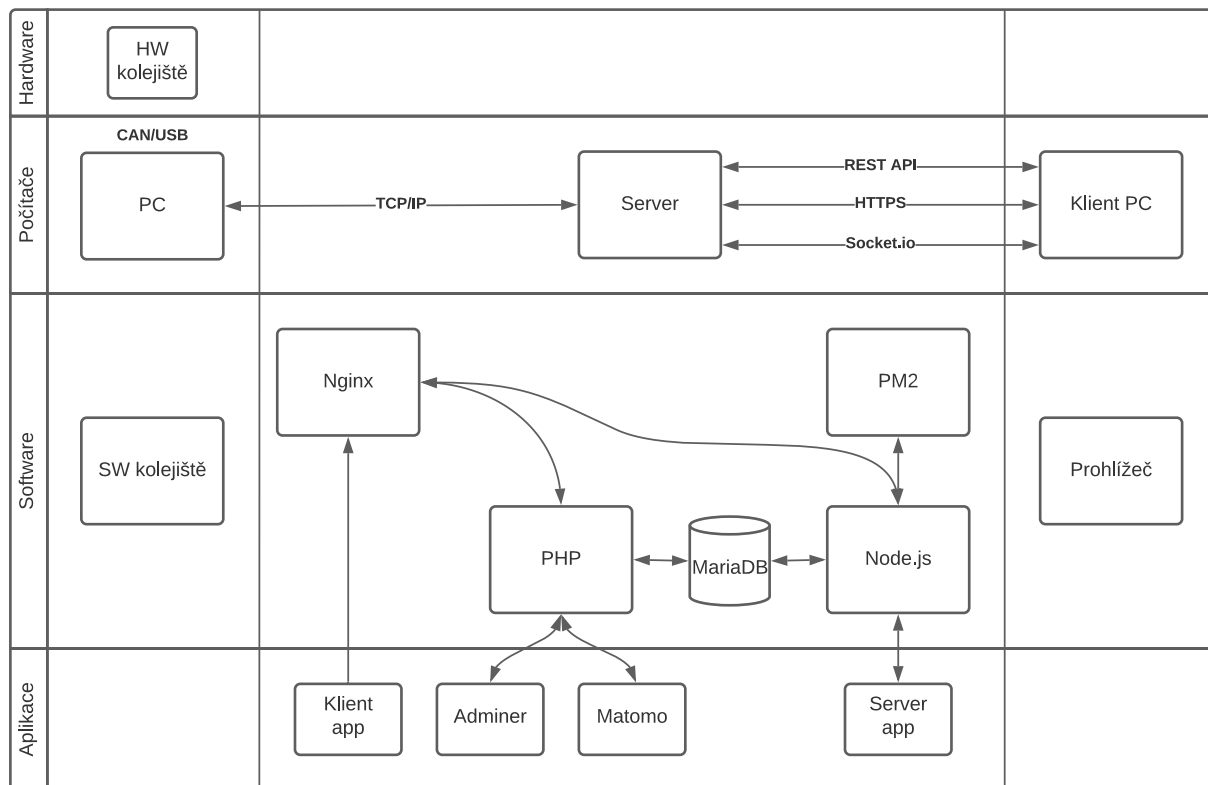 Hardware
HW
kolejiště
Počítače
CAN/USB
PC
TCP/IP
Server
REST API
HTTPS
Socket.io
Klient PC
Software
SW kolejiště
Nginx
PM2
Prohlížeč
PHP
MariaDB
Node.js
Aplikace
Klient
app
Adminer
Matomo
Server
app